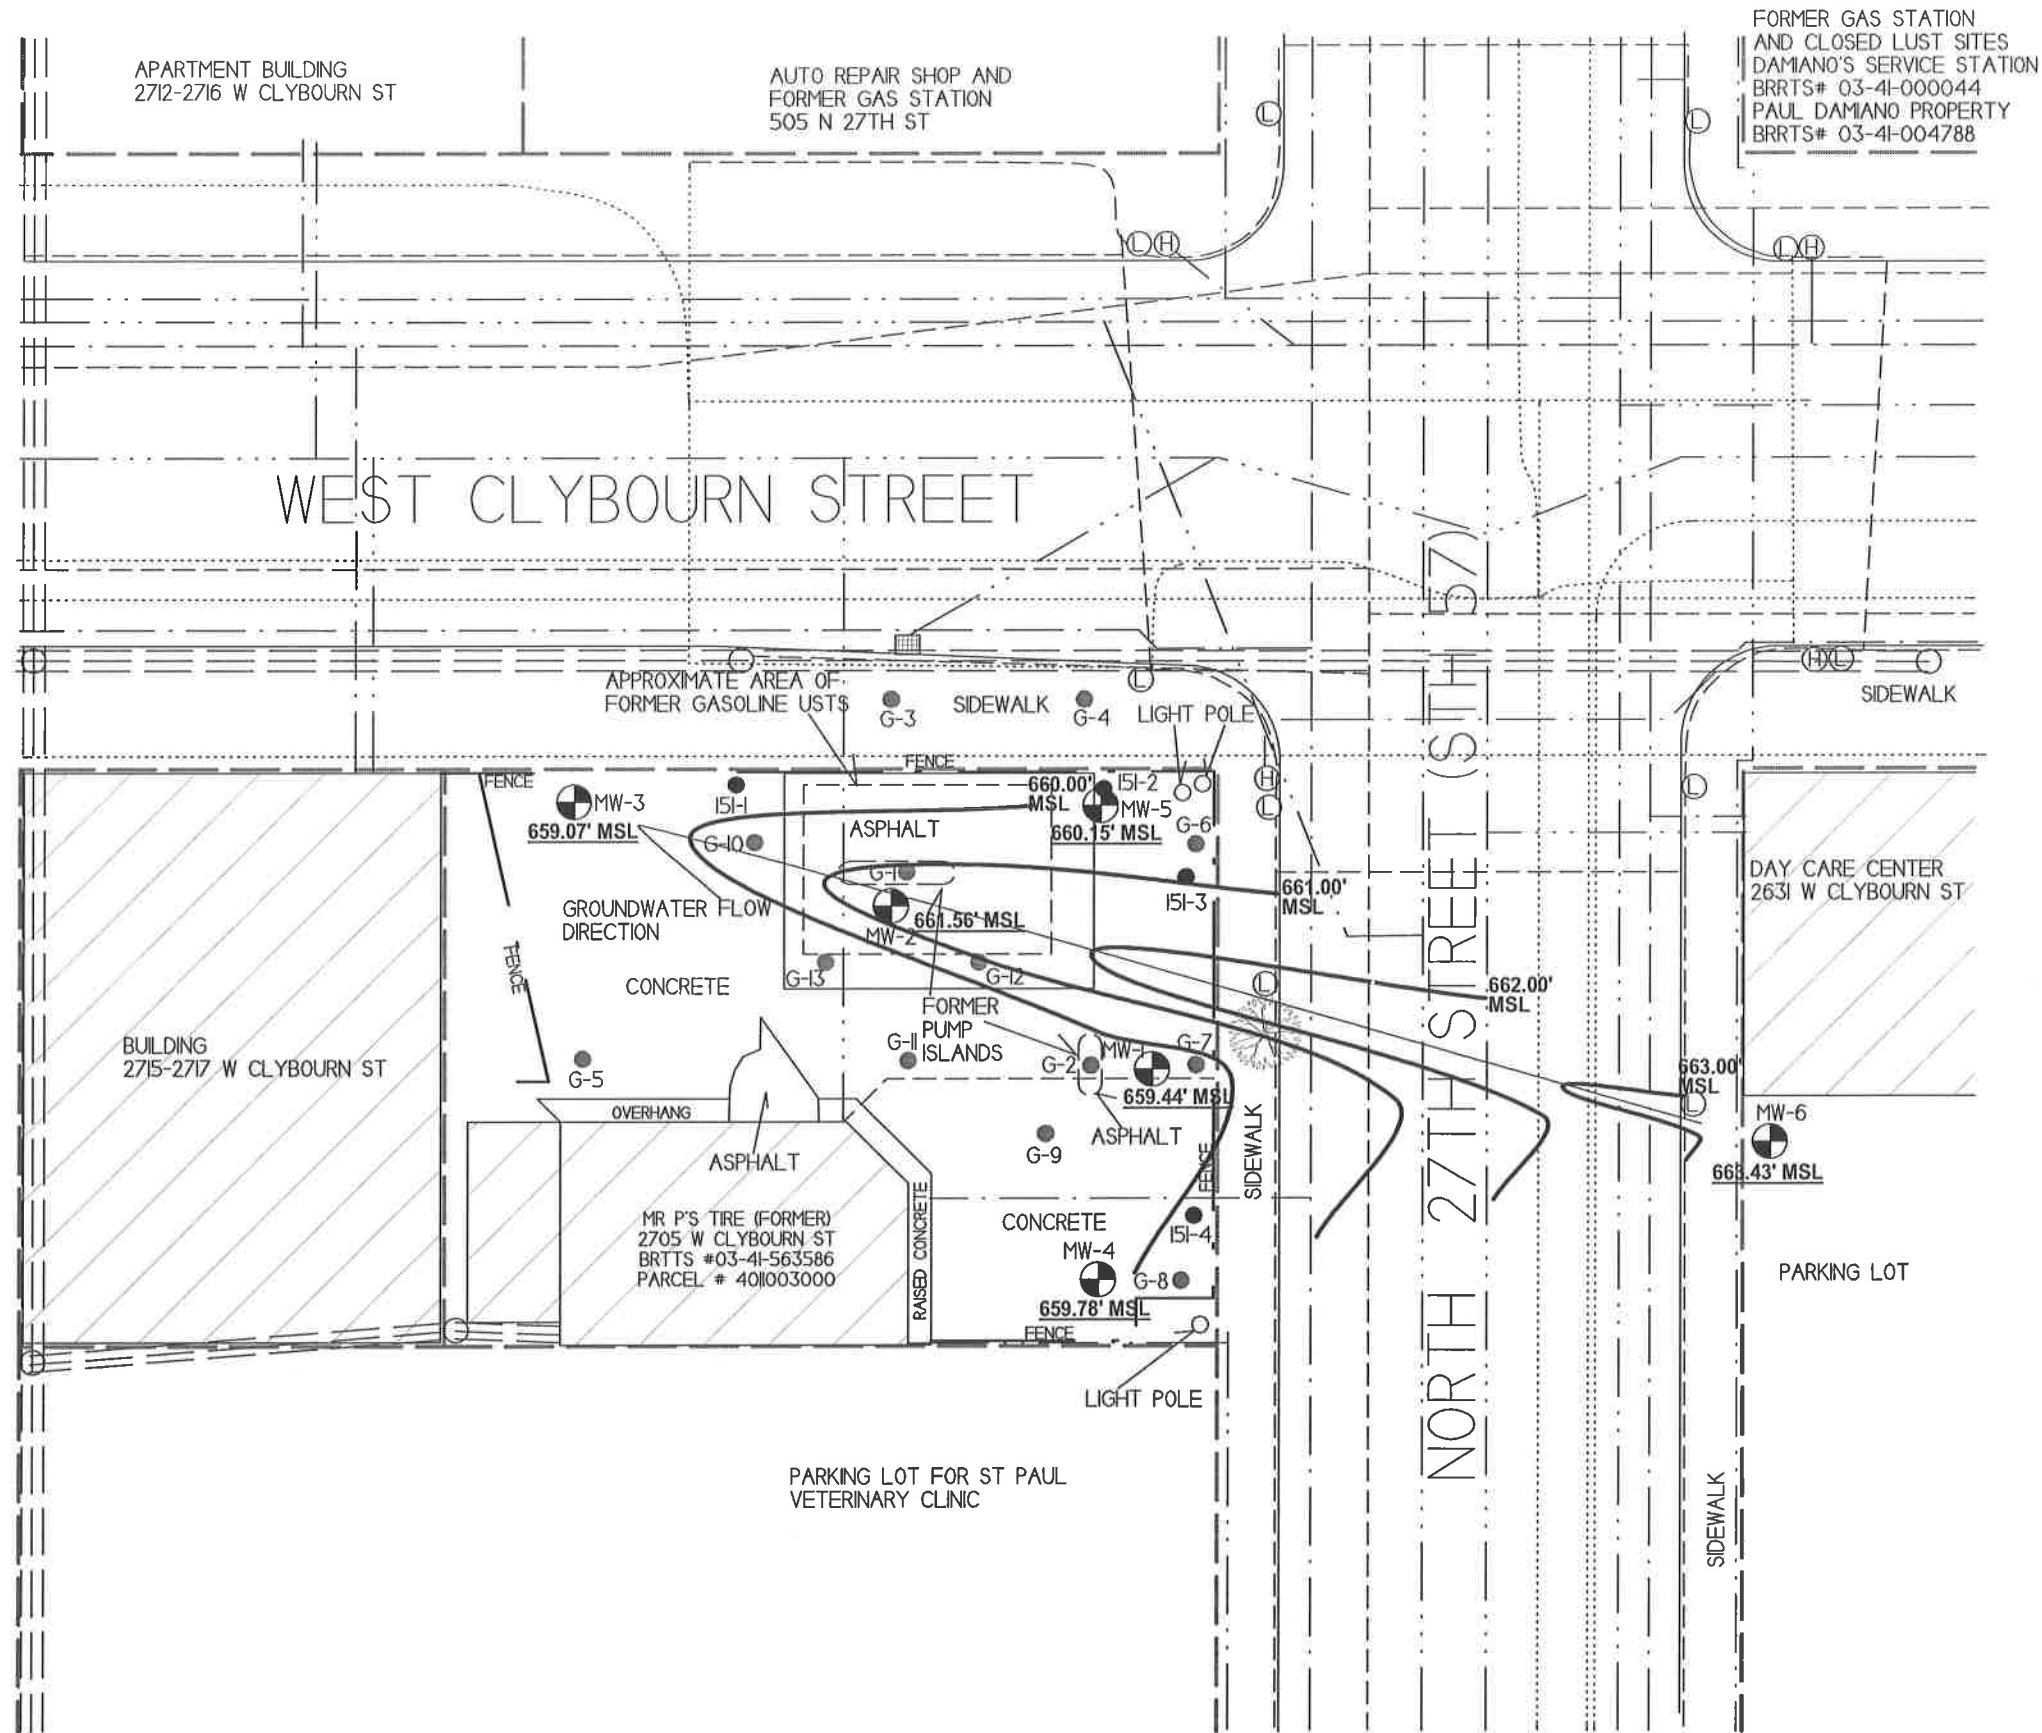 FORMER GAS STATION
AND CLOSED LUST SITES
DAMIANO'S SERVICE STATION
BRRTS# 03-41-000044
PAUL DAMIANO PROPERTY
BRRTS# 03-41-004788
APARTMENT BUILDING
2712-2716 W CLYBOURN ST
AUTO REPAIR SHOP AND
FORMER GAS STATION
505 N 27TH ST
L
L
L H
L H
WEST CLYBOURN STREET
NORTH 27TH STREET (STH 57)
APPROXIMATE AREA OF
FORMER GASOLINE USTS
G-3
SIDEWALK
G-4
L
LIGHT POLE
H L
SIDEWALK
FENCE
FENCE
MW-3
659.07' MSL
151-1
660.00'
MSL
151-2
MW-5
660.15' MSL
H
L
L
G-10
ASPHALT
G-6
G-1
151-3
661.00'
MSL
DAY CARE CENTER
2631 W CLYBOURN ST
GROUNDWATER FLOW
DIRECTION
661.56' MSL
MW-2
FENCE
CONCRETE
G-13
G-12
L
662.00'
MSL
FORMER
PUMP
ISLANDS
BUILDING
2715-2717 W CLYBOURN ST
G-5
G-11
G-2
MW-1
G-7
659.44' MSL
663.00'
MSL
L
MW-6
663.43' MSL
OVERHANG
ASPHALT
ASPHALT
G-9
FENCE
SIDEWALK
MR P'S TIRE (FORMER)
2705 W CLYBOURN ST
BRTTS #03-41-563586
PARCEL # 4011003000
RAISED CONCRETE
CONCRETE
151-4
MW-4
G-8
659.78' MSL
FENCE
PARKING LOT
LIGHT POLE
PARKING LOT FOR ST PAUL
VETERINARY CLINIC
SIDEWALK